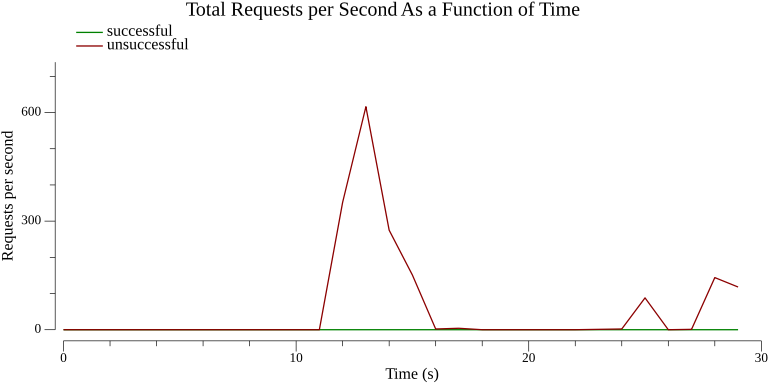 Total Requests per Second As a Function of Time
successful
unsuccessful
600
300
0
Requests per second
0 10 20 30
Time (s)